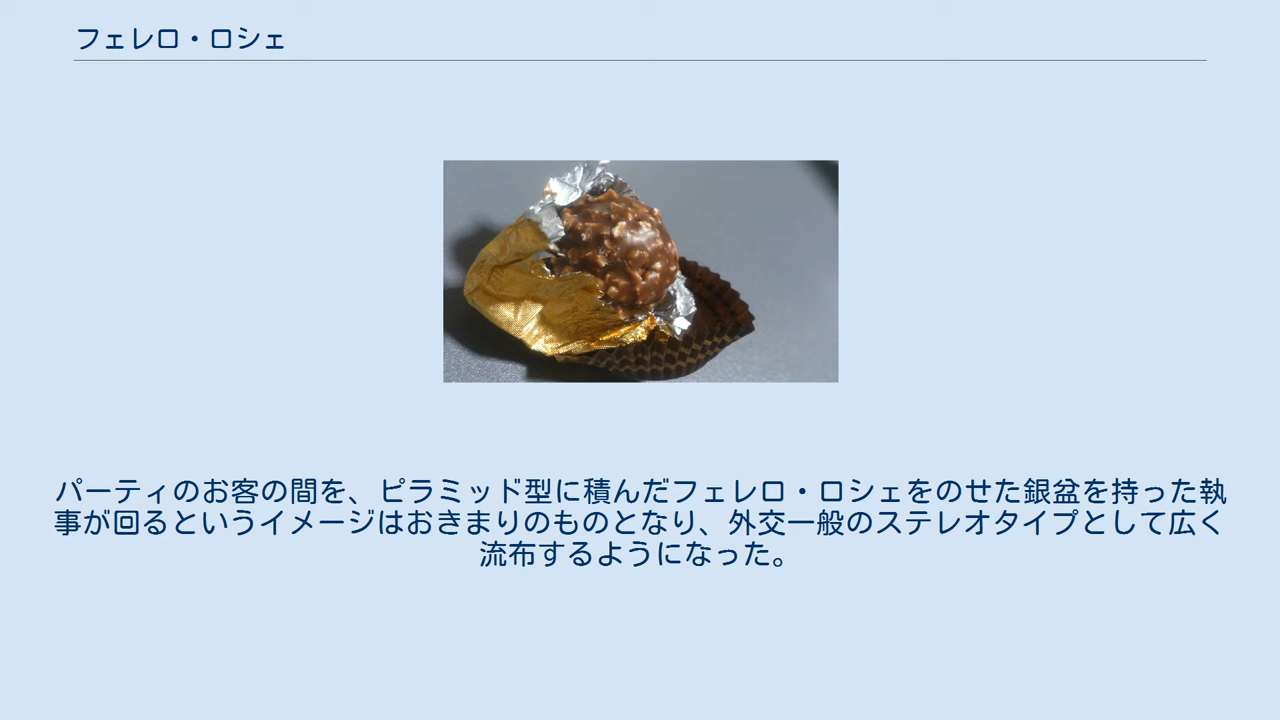 フェレロ・ロシェ
パーティのお客の間を、ピラミッド型に積んだフェレロ・ロシェをのせた銀盆を持った執
事が回るというイメージはおきまりのものとなり、外交一般のステレオタイプとして広く
流布するようになった。